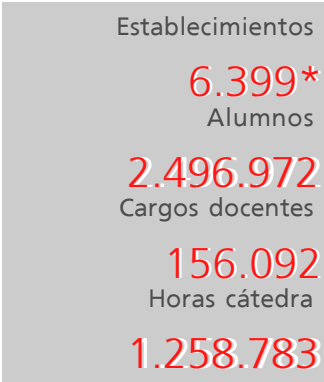 Establecimientos
6.399*
Alumnos
2.496.972
Cargos docentes
156.092
Horas cátedra
1.258.783